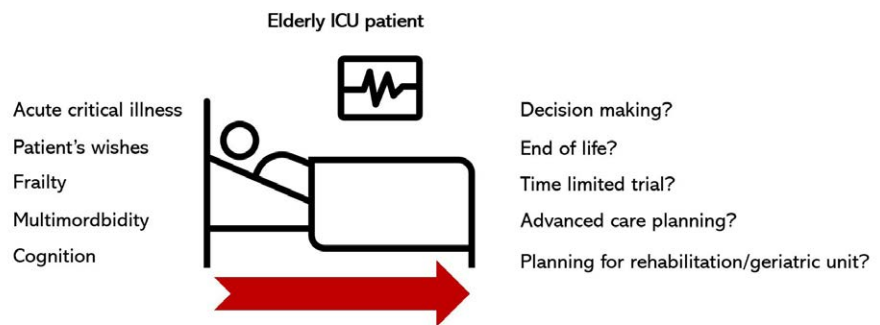 Elderly ICU patient
Acute critical illness
Patient's wishes
Frailty
Multimordbidity
Cognition
Decision making?
End of life?
Time limited trial?
Advanced care planning?
Planning for rehabilitation/geriatric unit?